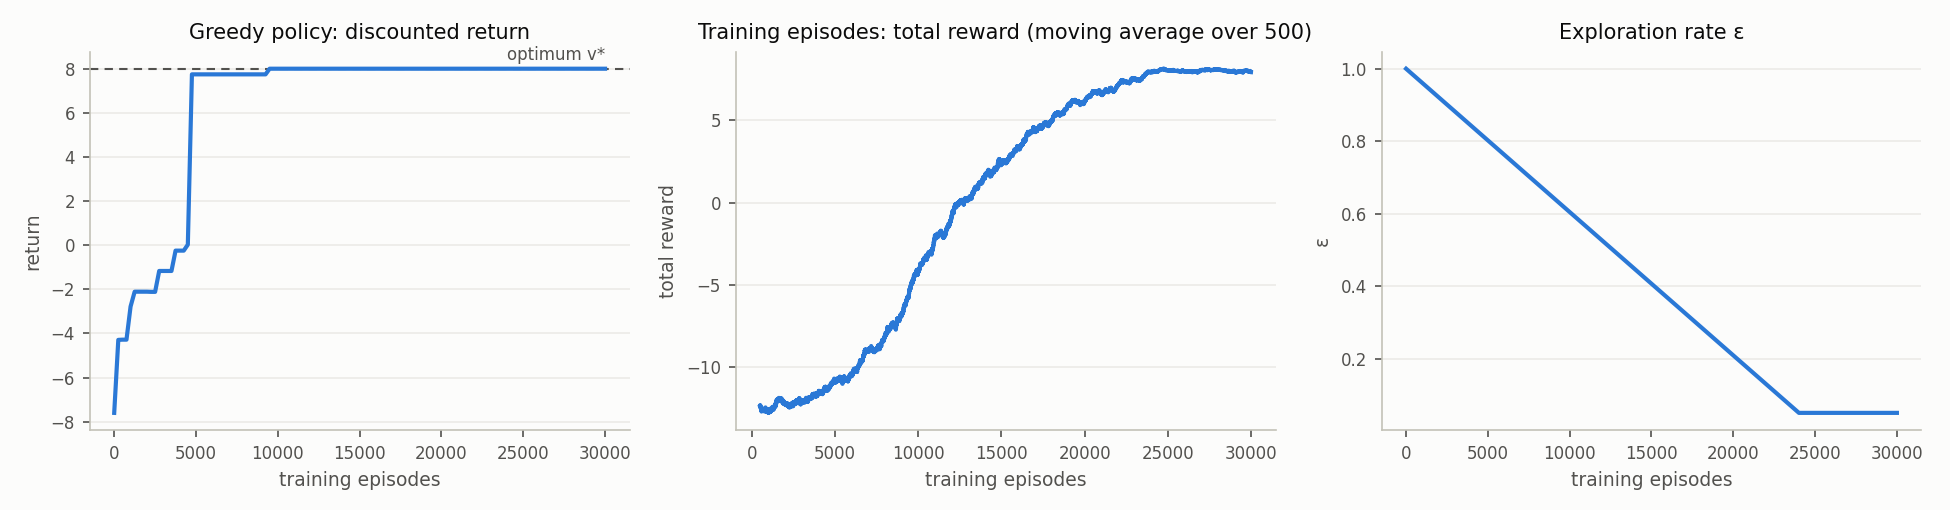 Greedy policy: discounted return
optimum v*
8
6
4
2
0
−2
−4
−6
−8
return
0 5000 10000 15000 20000 25000 30000
training episodes
Training episodes: total reward (moving average over 500)
5
0
−5
−10
total reward
0 5000 10000 15000 20000 25000 30000
training episodes
Exploration rate ε
1.0
0.8
0.6
0.4
0.2
ε
0 5000 10000 15000 20000 25000 30000
training episodes